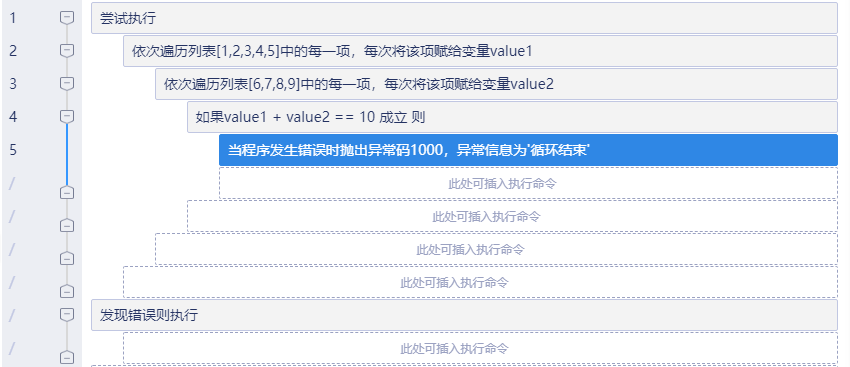 1 尝试执行
2 依次遍历列表[1,2,3,4,5]中的每一项，每次将该项赋给变量value1
3 依次遍历列表[6,7,8,9]中的每一项，每次将该项赋给变量value2
4 如果value1 + value2 == 10 成立 则
5 当程序发生错误时抛出异常码1000，异常信息为'循环结束'
/ 此处可插入执行命令
/ 此处可插入执行命令
/ 此处可插入执行命令
/ 此处可插入执行命令
/ 发现错误则执行
/ 此处可插入执行命令